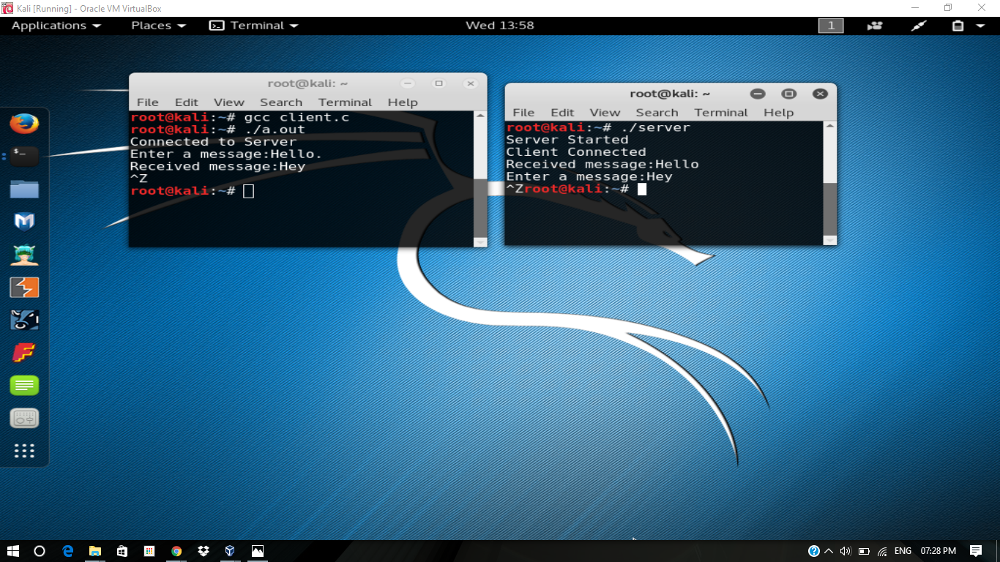 Kali [Running] - Oracle VM VirtualBox
Applications Places Terminal Wed 13:58 1
root@kali: ~
File Edit View Search Terminal Help
root@kali:~# gcc client.c
root@kali:~# ./a.out
Connected to Server
Enter a message:Hello.
Received message:Hey
^Z
root@kali:~#
root@kali: ~
File Edit View Search Terminal Help
root@kali:~# ./server
Server Started
Client Connected
Received message:Hello
Enter a message:Hey
^Zroot@kali:~#
ENG 07:28 PM